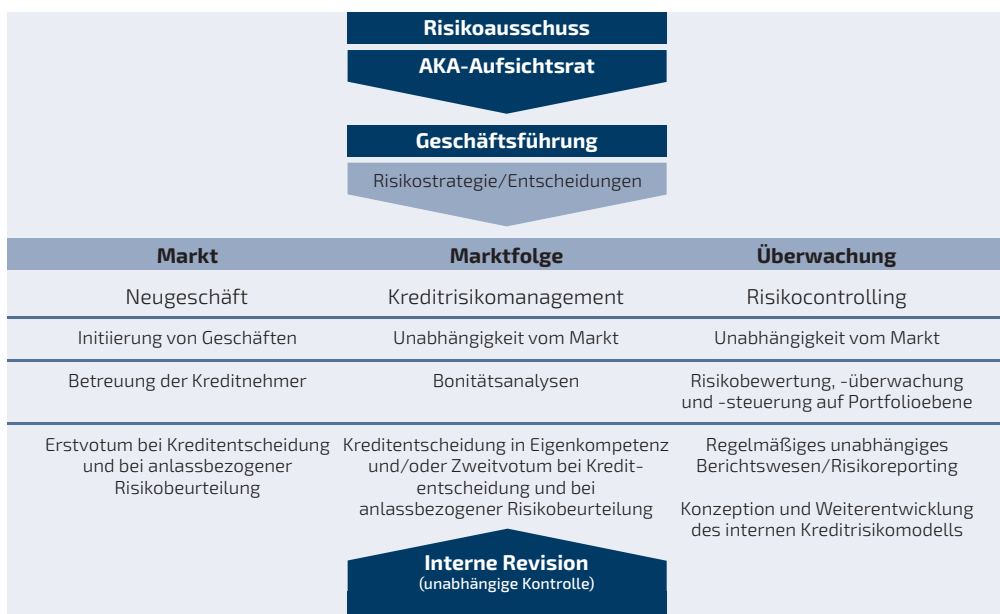 Risikoausschuss
AKA-Aufsichtsrat
Geschäftsführung
Risikostrategie/Entscheidungen
Markt
Marktfolge
Überwachung
Neugeschäft
Kreditrisikomanagement
Risikocontrolling
Initiierung von Geschäften
Unabhängigkeit vom Markt
Unabhängigkeit vom Markt
Betreuung der Kreditnehmer
Bonitätsanalysen
Risikobewertung, -überwachung
und -steuerung auf Portfolioebene
Erstvotum bei Kreditentscheidung
und bei anlassbezogener
Risikobeurteilung
Kreditentscheidung in Eigenkompetenz
und/oder Zweitvotum bei Kredit-
entscheidung und bei
anlassbezogener Risikobeurteilung
Regelmäßiges unabhängiges
Berichtswesen/Risikoreporting
Konzeption und Weiterentwicklung
des internen Kreditrisikomodells
Interne Revision
(unabhängige Kontrolle)